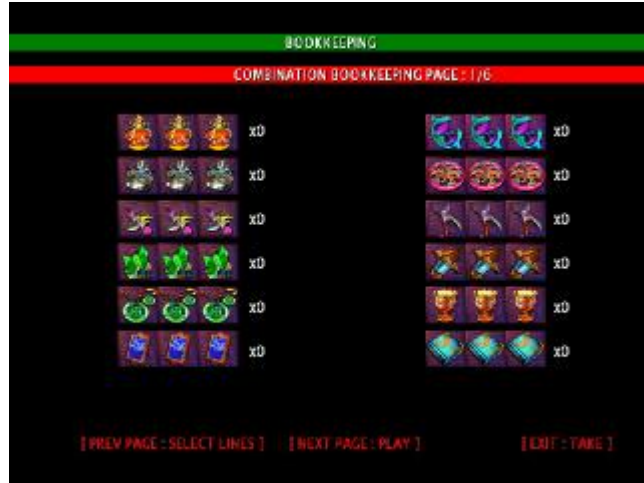 BOOKKEEPING
COMBINATION BOOKKEEPING PAGE : 1/6
x0 x0
x0 x0
x0 x0
x0 x0
x0 x0
x0 x0
[ PREV PAGE : SELECT LINES ] [ NEXT PAGE : PLAY ] [ EXIT : TAKE ]